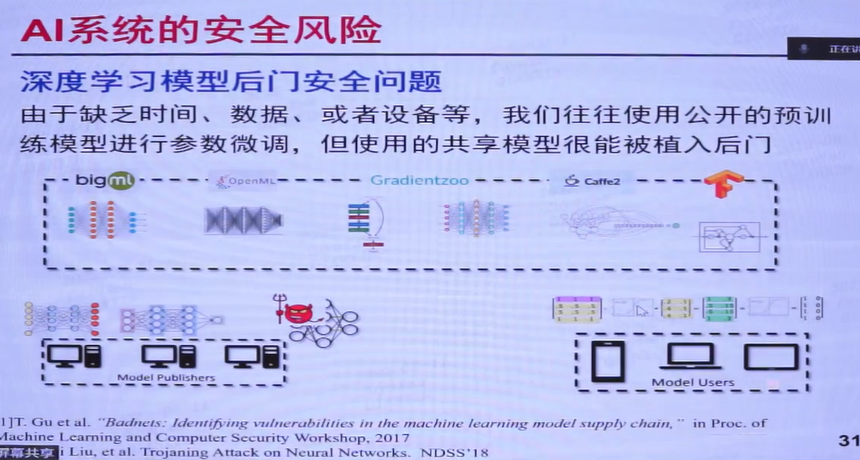 AI系统的安全风险
正在讲
深度学习模型后门安全问题
由于缺乏时间、数据、或者设备等，我们往往使用公开的预训
练模型进行参数微调，但使用的共享模型很能被植入后门
bigml
OpenML
Gradientzoo
Caffe2
Model Publishers
Model Users
1]T. Gu et al. "Badnets: Identifying vulnerabilities in the machine learning model supply chain," in Proc. of
Machine Learning and Computer Security Workshop, 2017
31
屏幕共享
i Liu, et al. Trojaning Attack on Neural Networks. NDSS'18